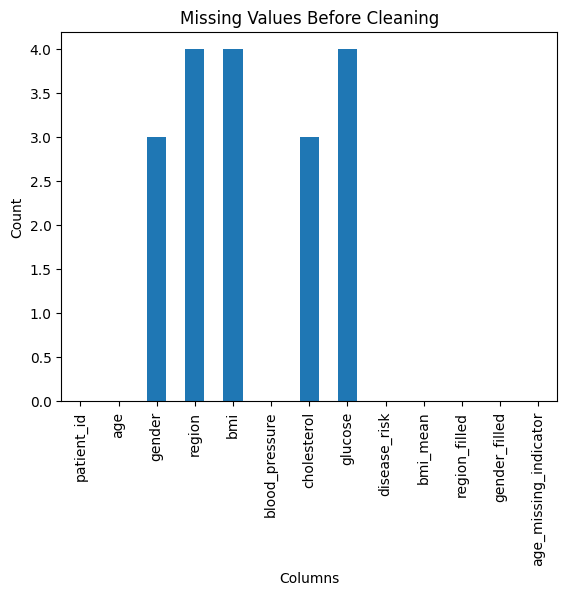 Missing Values Before Cleaning
Count
4.0
3.5
3.0
2.5
2.0
1.5
1.0
0.5
0.0
patient_id
age
gender
region
bmi
blood_pressure
cholesterol
glucose
disease_risk
bmi_mean
region_filled
gender_filled
age_missing_indicator
Columns